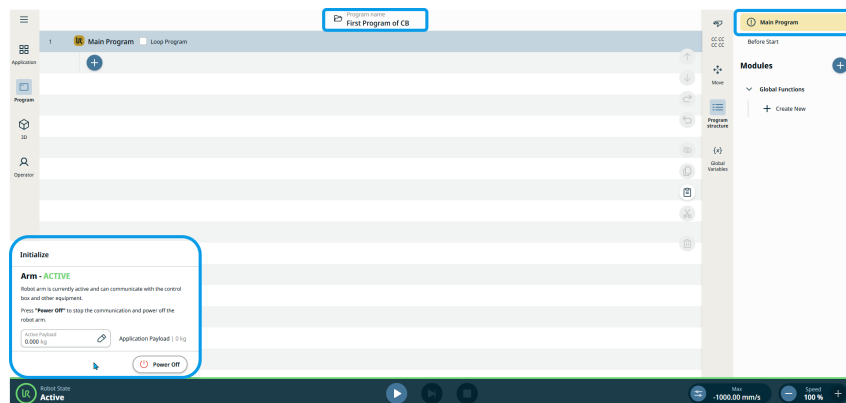 Program name
First Program of CB
Main Program
CC CC
CC CC
Before Start
1
Main Program
Loop Program
Application
Modules
Move
Global Functions
Program
Create New
Program
structure
3D
{x}
Global
Variables
Operator
Initialize
Arm - ACTIVE
Robot arm is currently active and can communicate with the control
box and other equipment.
Press "Power Off" to stop the communication and power off the
robot arm.
Active Payload
0.000 kg
Application Payload | 0 kg
Power Off
Robot State
Active
Max
-1000.00 mm/s
Speed
100 %